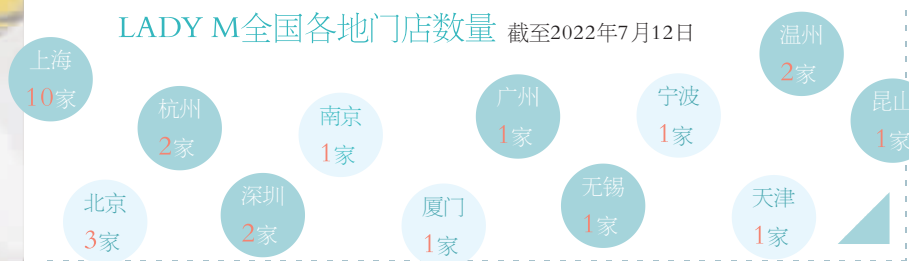 LADY M全国各地门店数量 截至2022年7月12日
上海
10家
杭州
2家
南京
1家
广州
1家
宁波
1家
温州
2家
昆山
1家
北京
3家
深圳
2家
厦门
1家
无锡
1家
天津
1家